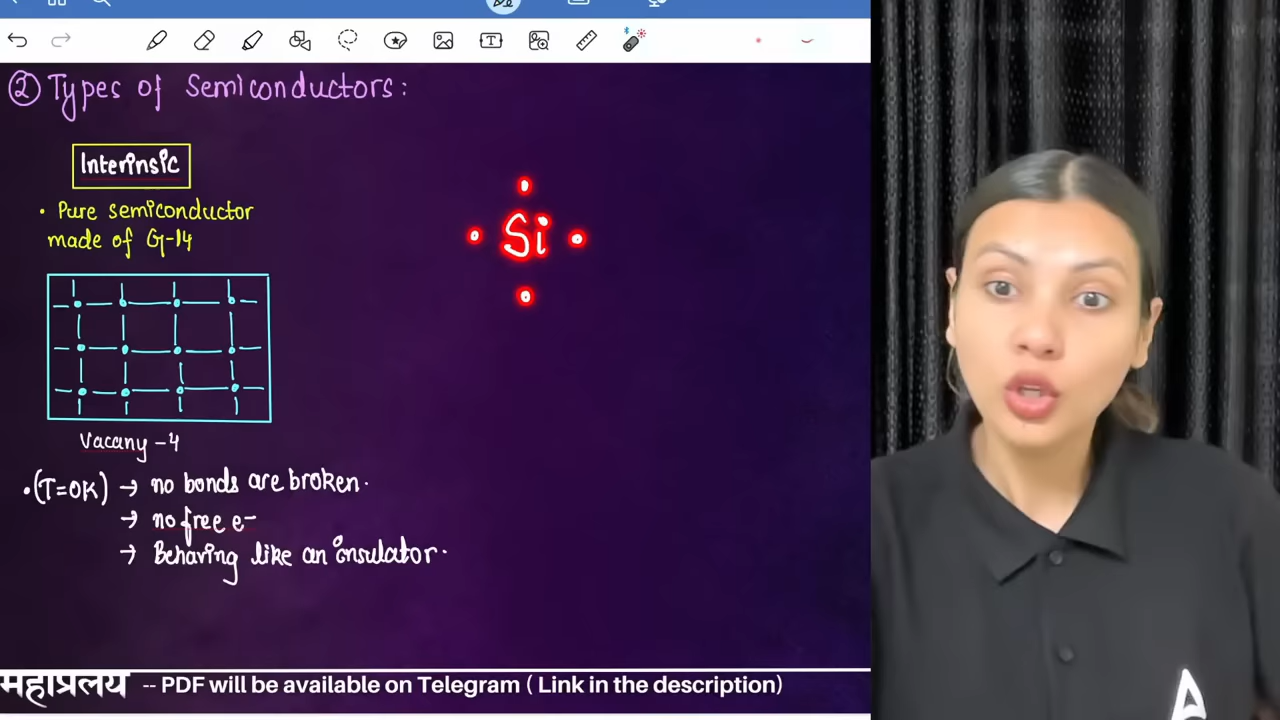 ② Types of Semiconductors:
Interinsic
• Pure semiconductor
made of G-14
Si
Vacany -4
•(T=0K) → no bonds are broken.
→ no free e-
→ Behaving like an insulator.
महाप्रलय -- PDF will be available on Telegram ( Link in the description)